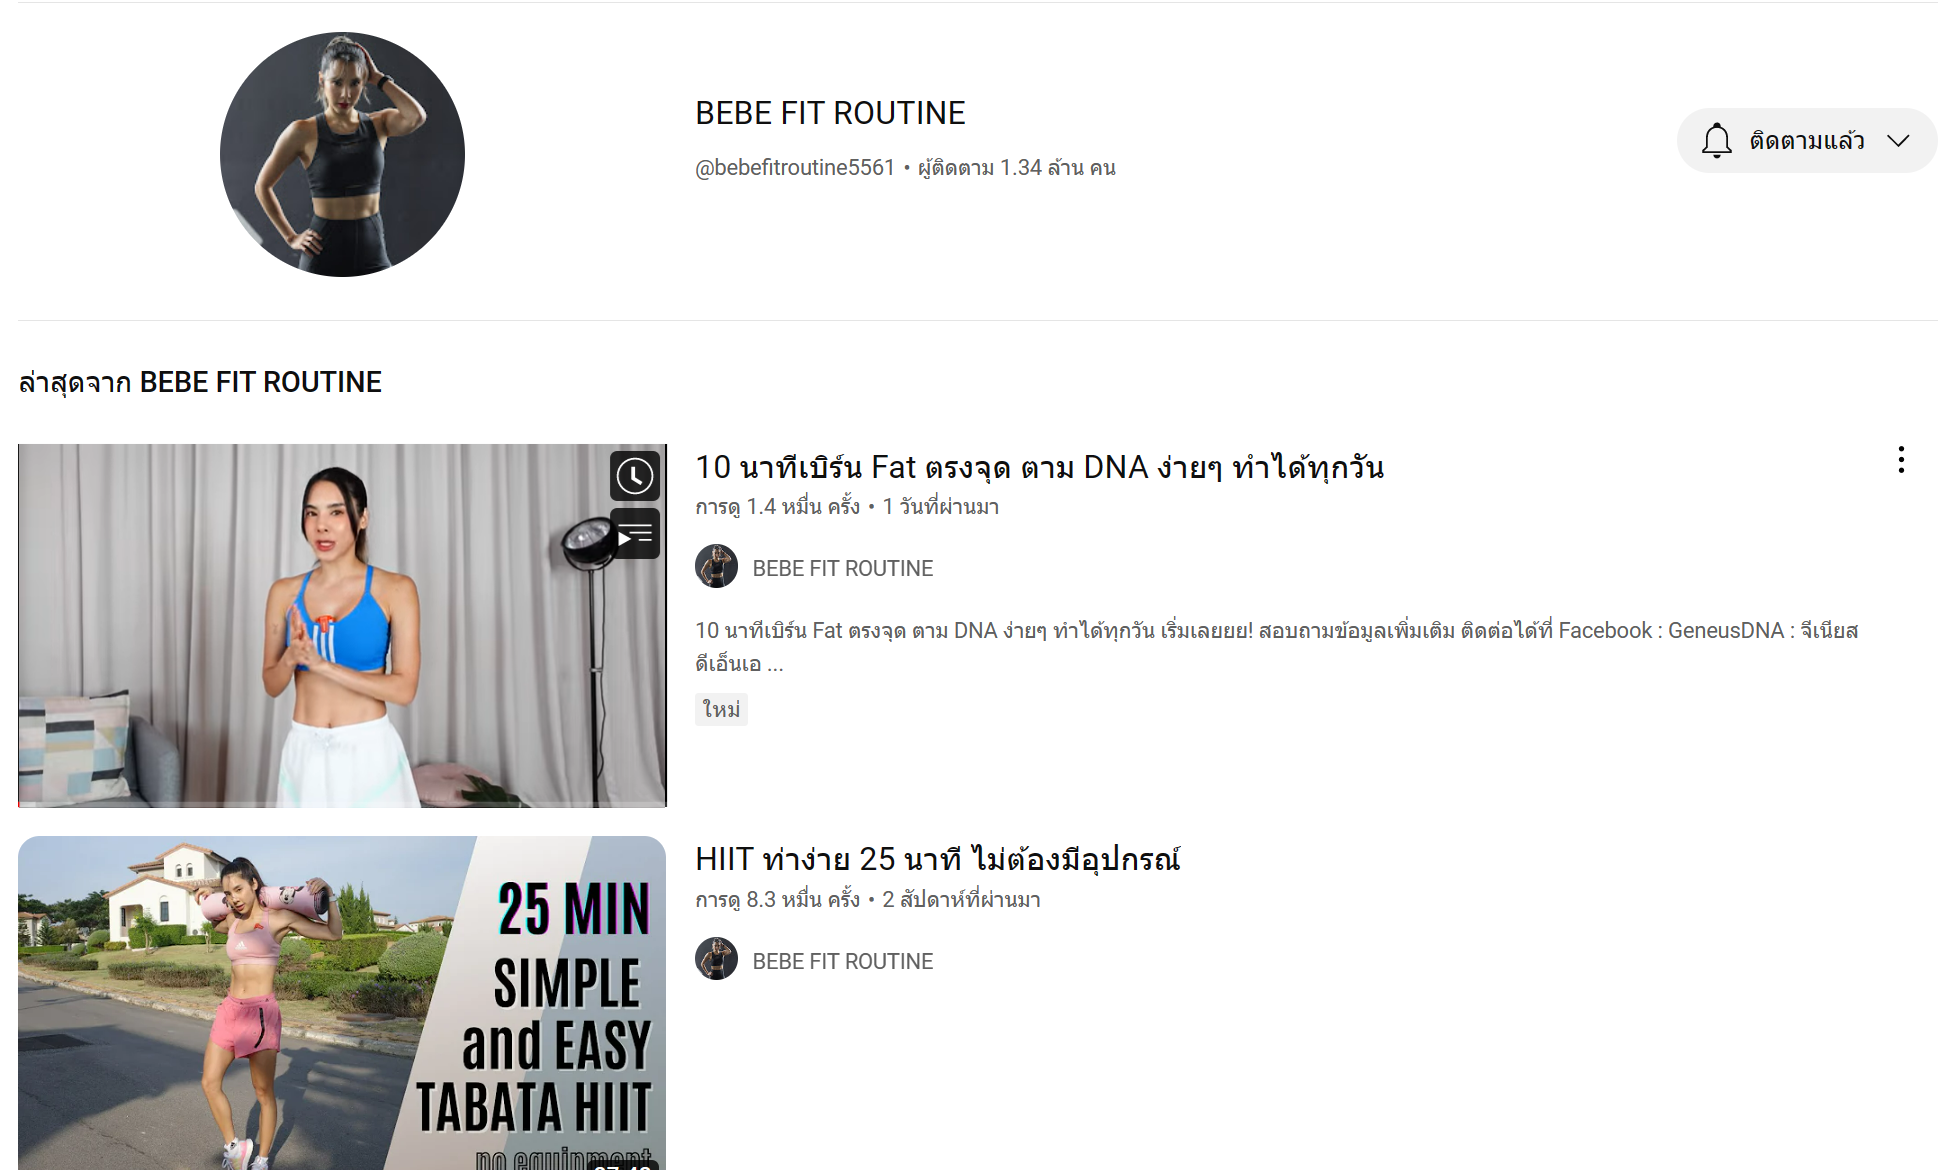 BEBE FIT ROUTINE
@bebefitroutine5561 • ผู้ติดตาม 1.34 ล้าน คน
ติดตามแล้ว
ล่าสุดจาก BEBE FIT ROUTINE
10 นาทีเบิร์น Fat ตรงจุด ตาม DNA ง่ายๆ ทำได้ทุกวัน
การดู 1.4 หมื่น ครั้ง • 1 วันที่ผ่านมา
BEBE FIT ROUTINE
10 นาทีเบิร์น Fat ตรงจุด ตาม DNA ง่ายๆ ทำได้ทุกวัน เริ่มเลยยย! สอบถามข้อมูลเพิ่มเติม ติดต่อได้ที่ Facebook : GeneusDNA : จีเนียส
ดีเอ็นเอ ...
ใหม่
25 MIN
SIMPLE
and EASY
TABATA HIIT
no equipment
HIIT ท่าง่าย 25 นาที ไม่ต้องมีอุปกรณ์
การดู 8.3 หมื่น ครั้ง • 2 สัปดาห์ที่ผ่านมา
BEBE FIT ROUTINE